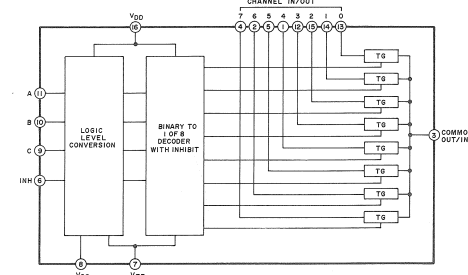 CHANNEL IN/OUT
7 6 5 4 3 2 1 0
VDD
16 4 2 5 1 12 15 14 13
TG
TG
A 11
TG
B 10
LOGIC LEVEL CONVERSION
BINARY TO 1 OF 8 DECODER WITH INHIBIT
TG
3 COMMO
OUT/IN
C 9
TG
INH 6
TG
TG
TG
8 7